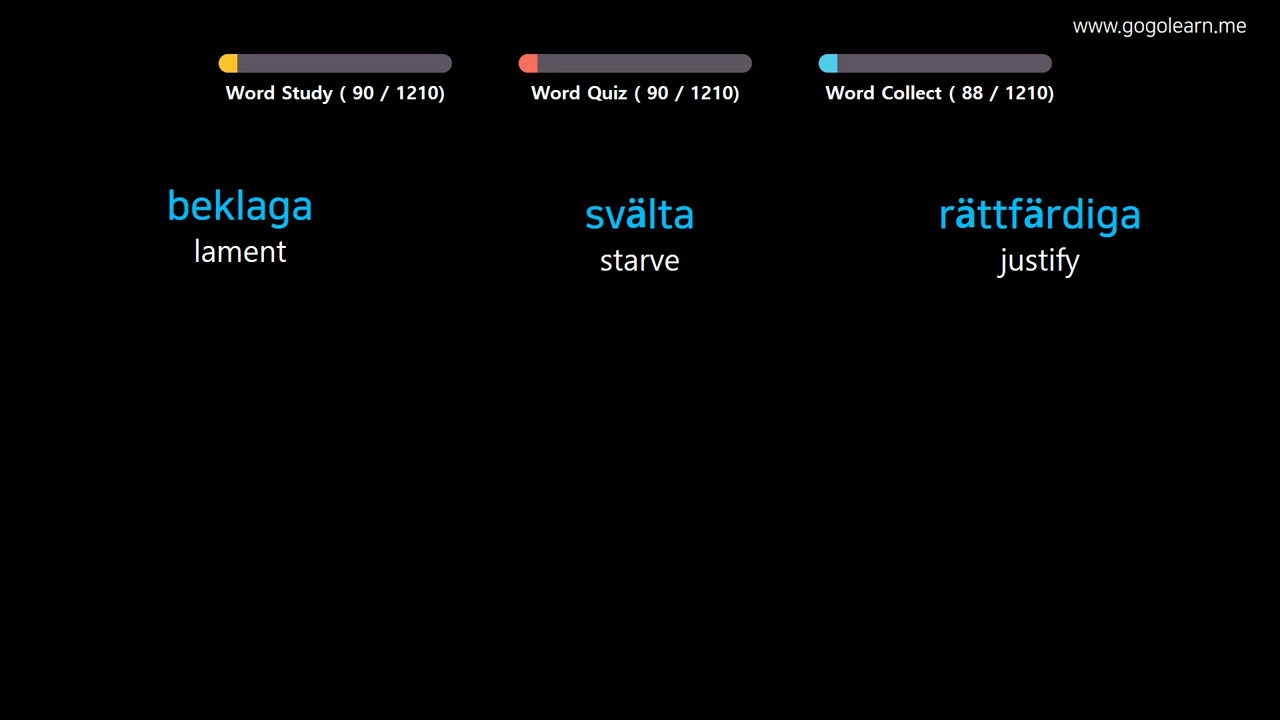 www.gogolearn.me
Word Study ( 90 / 1210)
Word Quiz ( 90 / 1210)
Word Collect ( 88 / 1210)
beklaga
lament
svälta
starve
rättfärdiga
justify